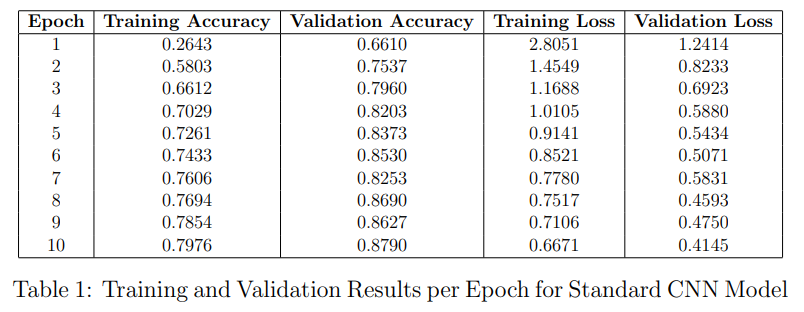 Epoch Training Accuracy Validation Accuracy Training Loss Validation Loss
1 0.2643 0.6610 2.8051 1.2414
2 0.5803 0.7537 1.4549 0.8233
3 0.6612 0.7960 1.1688 0.6923
4 0.7029 0.8203 1.0105 0.5880
5 0.7261 0.8373 0.9141 0.5434
6 0.7433 0.8530 0.8521 0.5071
7 0.7606 0.8253 0.7780 0.5831
8 0.7694 0.8690 0.7517 0.4593
9 0.7854 0.8627 0.7106 0.4750
10 0.7976 0.8790 0.6671 0.4145
Table 1: Training and Validation Results per Epoch for Standard CNN Model